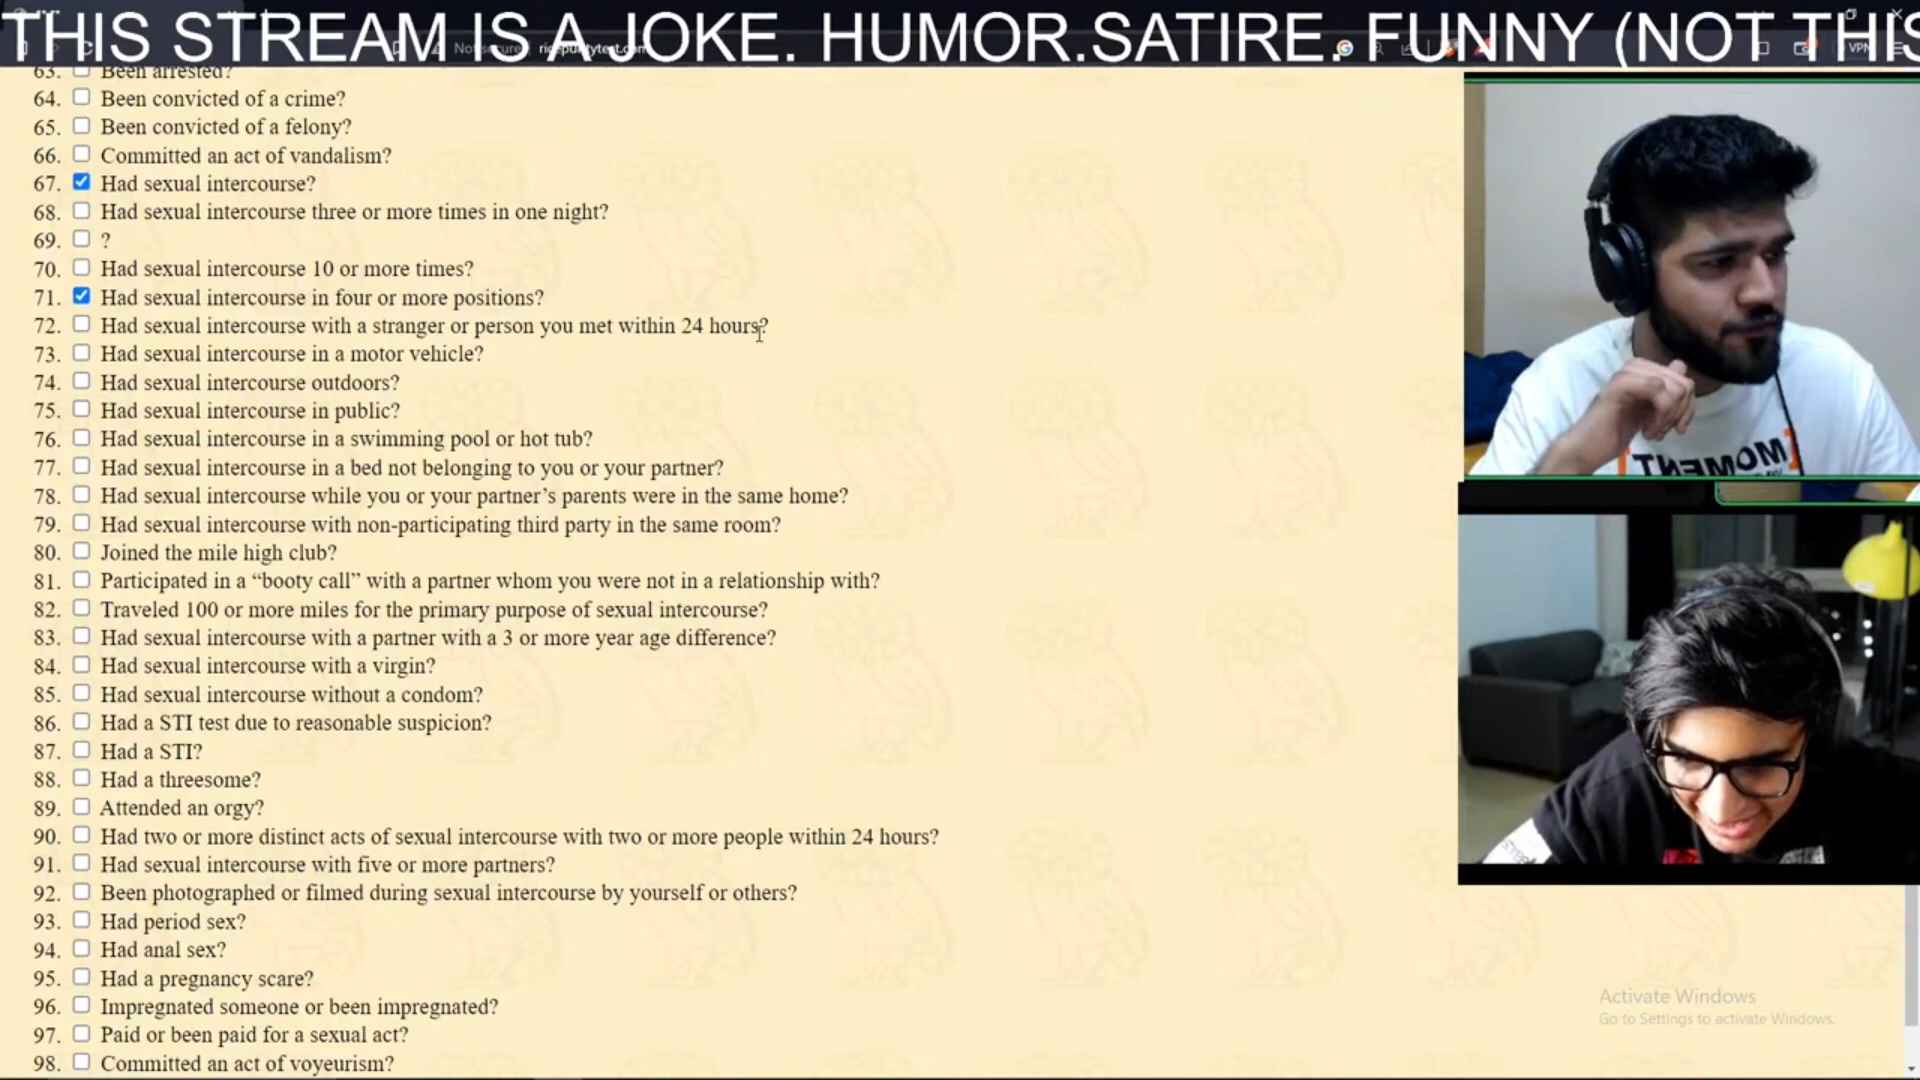 THIS STREAM IS A JOKE. HUMOR.SATIRE. FUNNY (NOT THIS
Not secure ricepuritytest.com
VPN
63. Been arrested?
64. Been convicted of a crime?
65. Been convicted of a felony?
66. Committed an act of vandalism?
67. Had sexual intercourse?
68. Had sexual intercourse three or more times in one night?
69. ?
70. Had sexual intercourse 10 or more times?
71. Had sexual intercourse in four or more positions?
72. Had sexual intercourse with a stranger or person you met within 24 hours?
73. Had sexual intercourse in a motor vehicle?
74. Had sexual intercourse outdoors?
75. Had sexual intercourse in public?
76. Had sexual intercourse in a swimming pool or hot tub?
77. Had sexual intercourse in a bed not belonging to you or your partner?
78. Had sexual intercourse while you or your partner’s parents were in the same home?
79. Had sexual intercourse with non-participating third party in the same room?
80. Joined the mile high club?
81. Participated in a “booty call” with a partner whom you were not in a relationship with?
82. Traveled 100 or more miles for the primary purpose of sexual intercourse?
83. Had sexual intercourse with a partner with a 3 or more year age difference?
84. Had sexual intercourse with a virgin?
85. Had sexual intercourse without a condom?
86. Had a STI test due to reasonable suspicion?
87. Had a STI?
88. Had a threesome?
89. Attended an orgy?
90. Had two or more distinct acts of sexual intercourse with two or more people within 24 hours?
91. Had sexual intercourse with five or more partners?
92. Been photographed or filmed during sexual intercourse by yourself or others?
93. Had period sex?
94. Had anal sex?
95. Had a pregnancy scare?
96. Impregnated someone or been impregnated?
97. Paid or been paid for a sexual act?
98. Committed an act of voyeurism?
MOMENT
Activate Windows
Go to Settings to activate Windows.